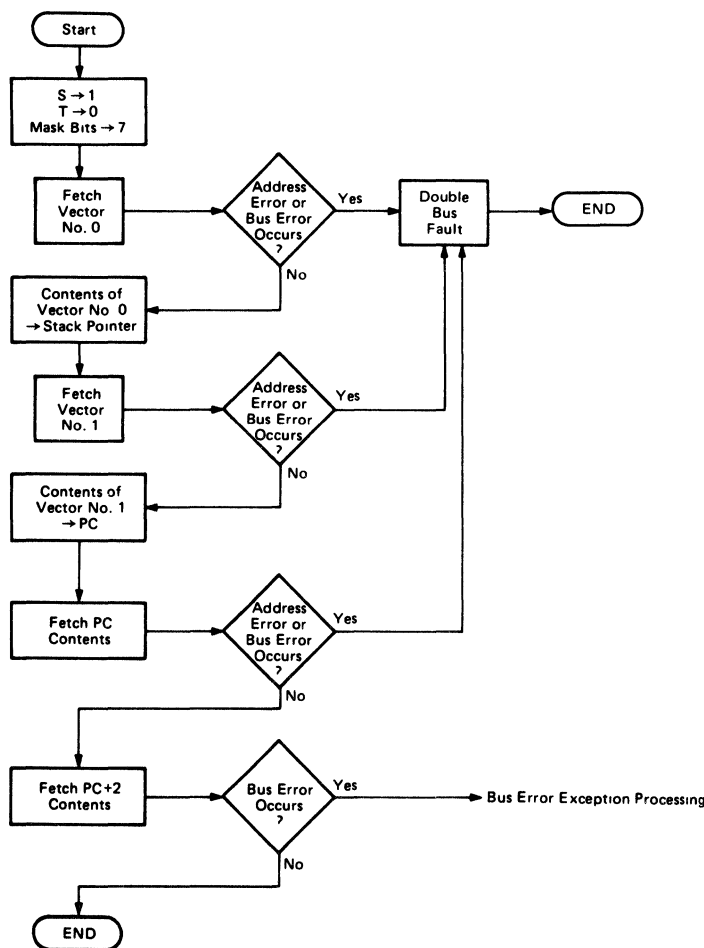 Start
S → 1
T → 0
Mask Bits → 7
Fetch
Vector
No. 0
Address
Error or
Bus Error
Occurs
?
Yes
No
Double
Bus
Fault
END
Contents of
Vector No 0
→ Stack Pointer
Fetch
Vector
No. 1
Address
Error or
Bus Error
Occurs
?
Yes
No
Contents of
Vector No. 1
→ PC
Fetch PC
Contents
Address
Error or
Bus Error
Occurs
?
Yes
No
Fetch PC+2
Contents
Bus Error
Occurs
?
Yes
No
Bus Error Exception Processing
END